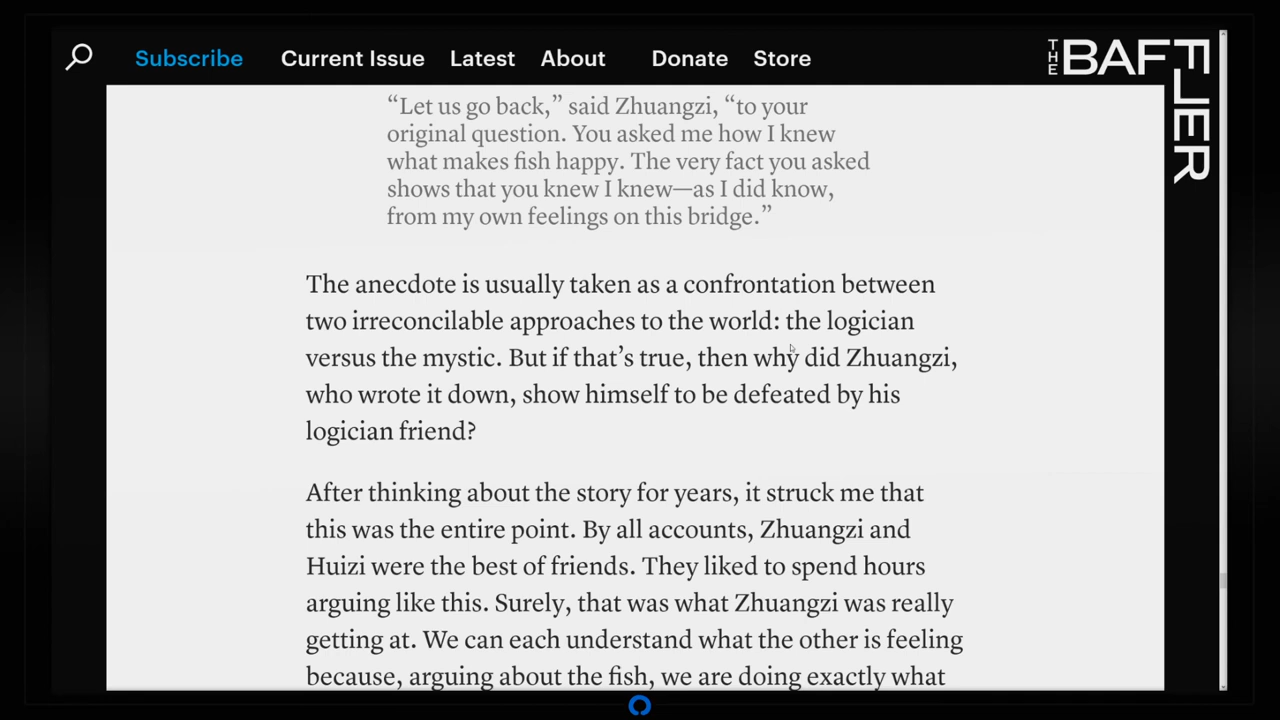 Subscribe Current Issue Latest About Donate Store
THE BAFFLER
“Let us go back,” said Zhuangzi, “to your
original question. You asked me how I knew
what makes fish happy. The very fact you asked
shows that you knew I knew—as I did know,
from my own feelings on this bridge.”
The anecdote is usually taken as a confrontation between
two irreconcilable approaches to the world: the logician
versus the mystic. But if that’s true, then why did Zhuangzi,
who wrote it down, show himself to be defeated by his
logician friend?
After thinking about the story for years, it struck me that
this was the entire point. By all accounts, Zhuangzi and
Huizi were the best of friends. They liked to spend hours
arguing like this. Surely, that was what Zhuangzi was really
getting at. We can each understand what the other is feeling
because, arguing about the fish, we are doing exactly what